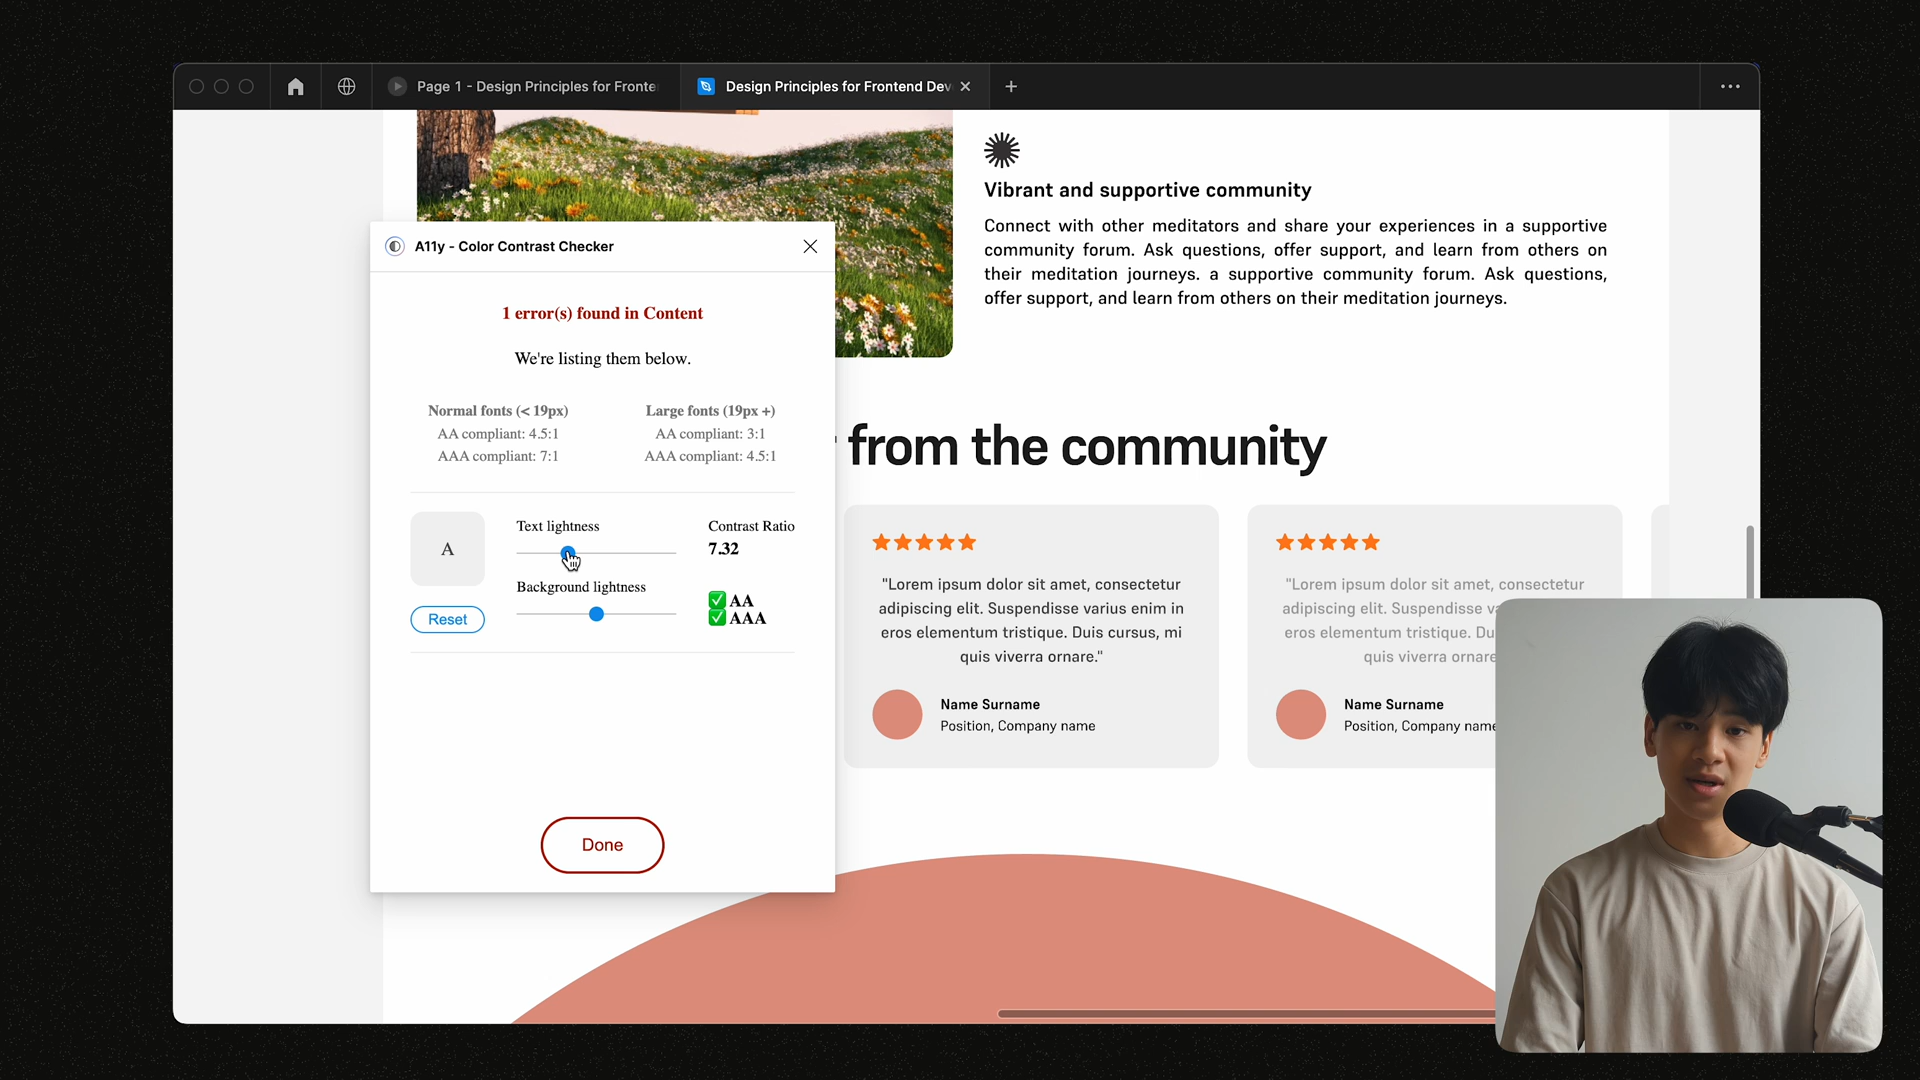 Page 1 - Design Principles for Fronte
Design Principles for Frontend Dev
Vibrant and supportive community
Connect with other meditators and share your experiences in a supportive
community forum. Ask questions, offer support, and learn from others on
their meditation journeys. a supportive community forum. Ask questions,
offer support, and learn from others on their meditation journeys.
A11y - Color Contrast Checker
1 error(s) found in Content
We're listing them below.
Normal fonts (< 19px)
AA compliant: 4.5:1
AAA compliant: 7:1
Large fonts (19px +)
AA compliant: 3:1
AAA compliant: 4.5:1
A
Reset
Text lightness
Background lightness
Contrast Ratio
7.32
AA
AAA
Done
from the community
"Lorem ipsum dolor sit amet, consectetur
adipiscing elit. Suspendisse varius enim in
eros elementum tristique. Duis cursus, mi
quis viverra ornare."
Name Surname
Position, Company name
"Lorem ipsum dolor sit amet, consectetur
adipiscing elit. Suspendisse va
eros elementum tristique. Du
quis viverra ornare
Name Surname
Position, Company name